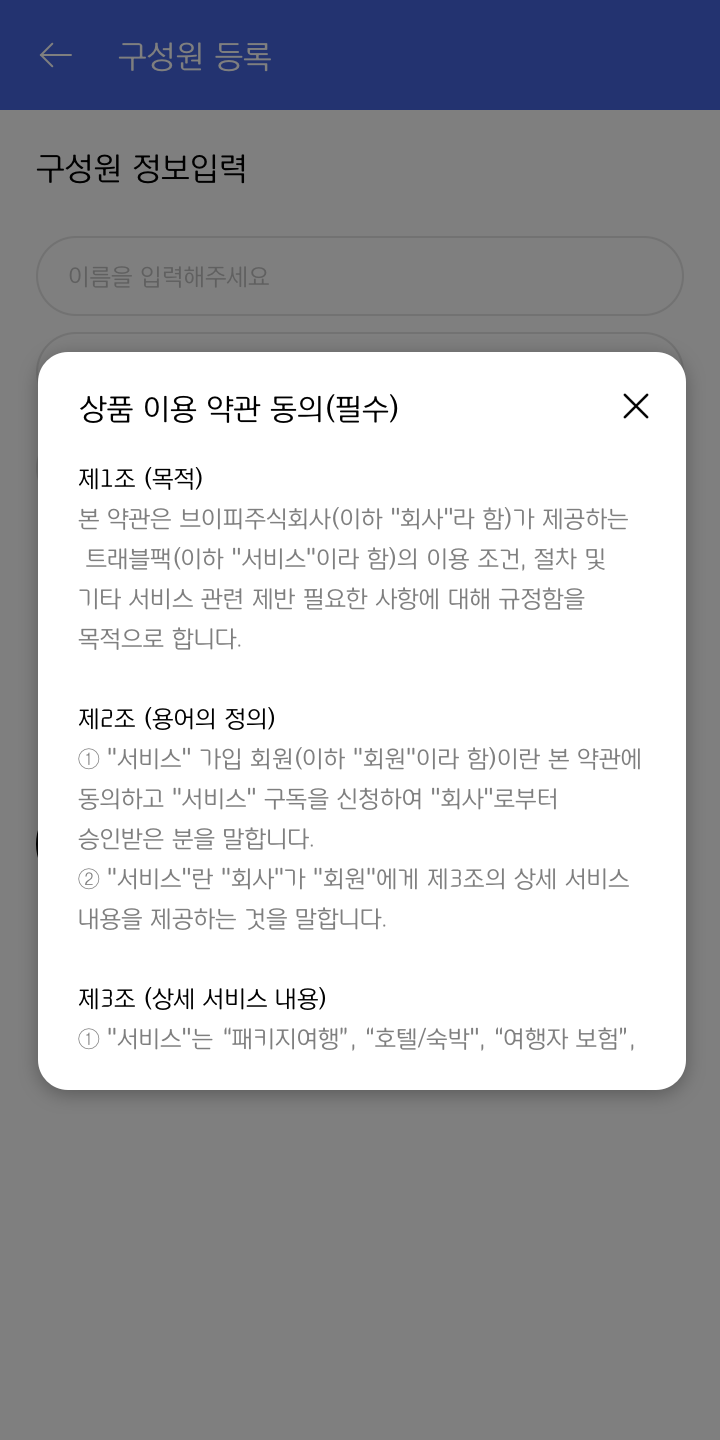 구성원 등록
구성원 정보입력
이름을 입력해주세요
상품 이용 약관 동의(필수)
제1조 (목적)
본 약관은 브이피주식회사(이하 "회사"라 함)가 제공하는
트래블팩(이하 "서비스"이라 함)의 이용 조건, 절차 및
기타 서비스 관련 제반 필요한 사항에 대해 규정함을
목적으로 합니다.
제2조 (용어의 정의)
① "서비스" 가입 회원(이하 "회원"이라 함)이란 본 약관에
동의하고 "서비스" 구독을 신청하여 "회사"로부터
승인받은 분을 말합니다.
② "서비스"란 "회사"가 "회원"에게 제3조의 상세 서비스
내용을 제공하는 것을 말합니다.
제3조 (상세 서비스 내용)
① "서비스"는 “패키지여행”, “호텔/숙박", “여행자 보험”,